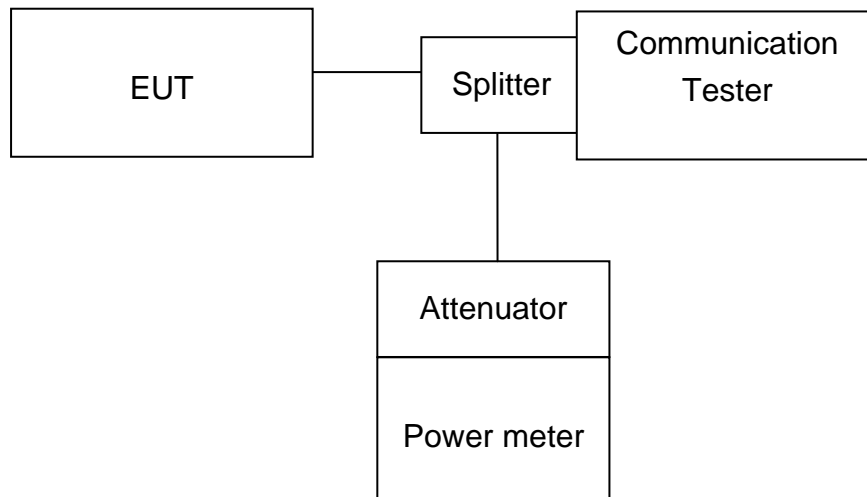 EUT
Splitter
Communication
Tester
Attenuator
Power meter